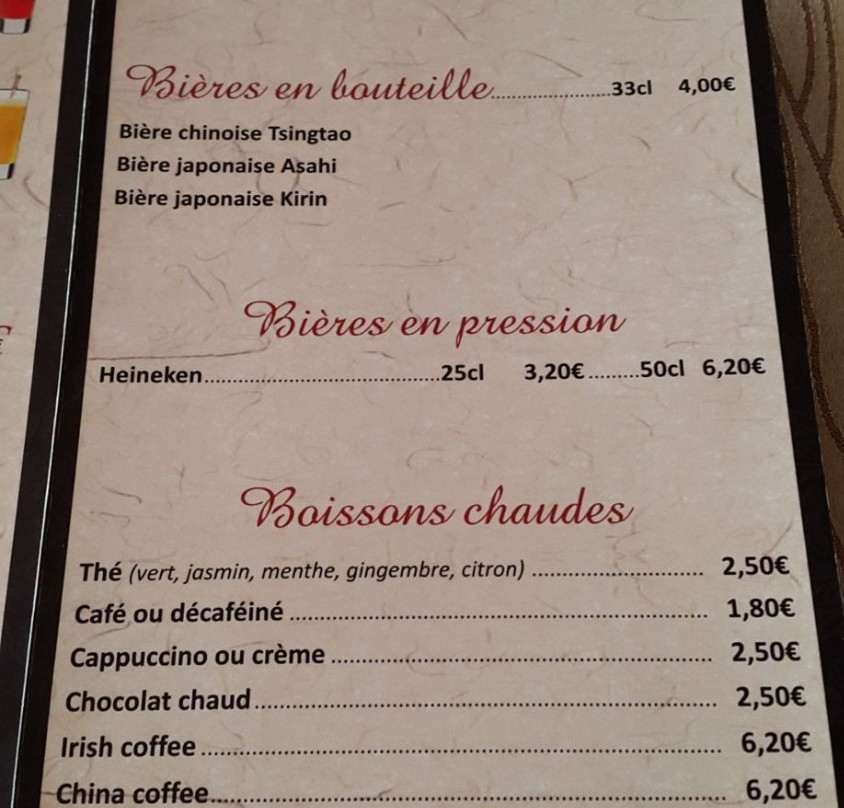 Bières en bouteille....................33cl 4,00€
Bière chinoise Tsingtao
Bière japonaise Asahi
Bière japonaise Kirin
Bières en pression
Heineken........................................25cl 3,20€.........50cl 6,20€
Boissons chaudes
Thé (vert, jasmin, menthe, gingembre, citron) ............................ 2,50€
Café ou décaféiné ..................................................................... 1,80€
Cappuccino ou crème ............................................................... 2,50€
Chocolat chaud........................................................................... 2,50€
Irish coffee .................................................................................. 6,20€
China coffee................................................................................ 6,20€